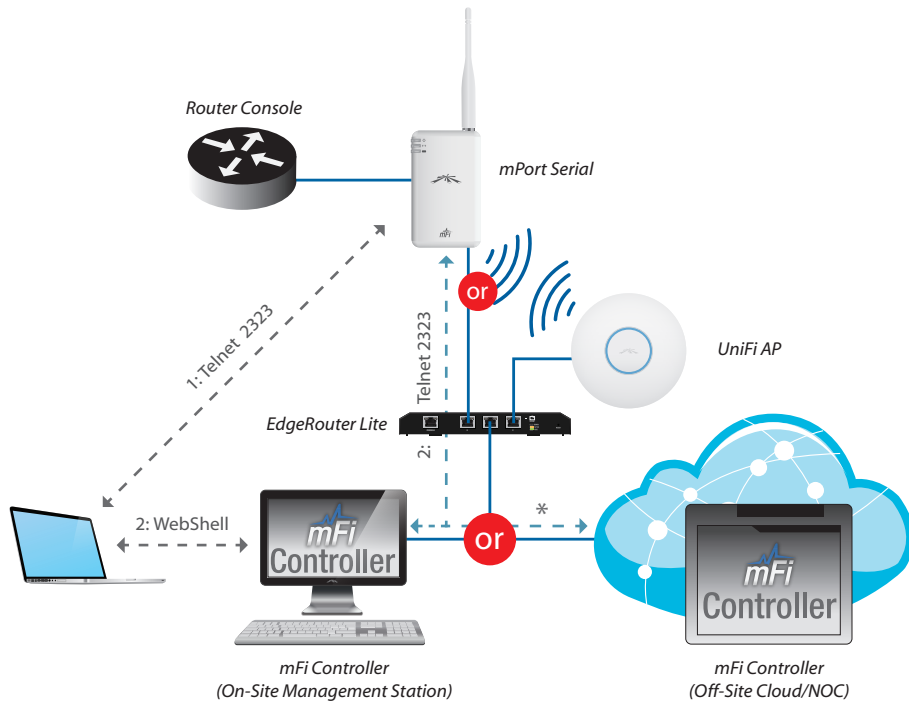 Router Console
mPort Serial
mFi
or
1: Telnet 2323
2: Telnet 2323
UniFi AP
EdgeRouter Lite
2: WebShell
*
or
mFi
Controller
mFi
Controller
mFi Controller
(On-Site Management Station)
mFi Controller
(Off-Site Cloud/NOC)